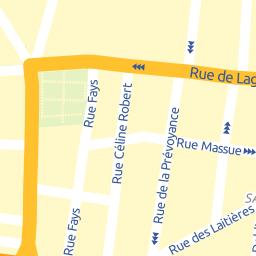 Rue de Lag
Rue Fays
Rue Céline Robert
Rue de la Prévoyance
Rue Massue
Rue Fays
Rue des Laitières
SA